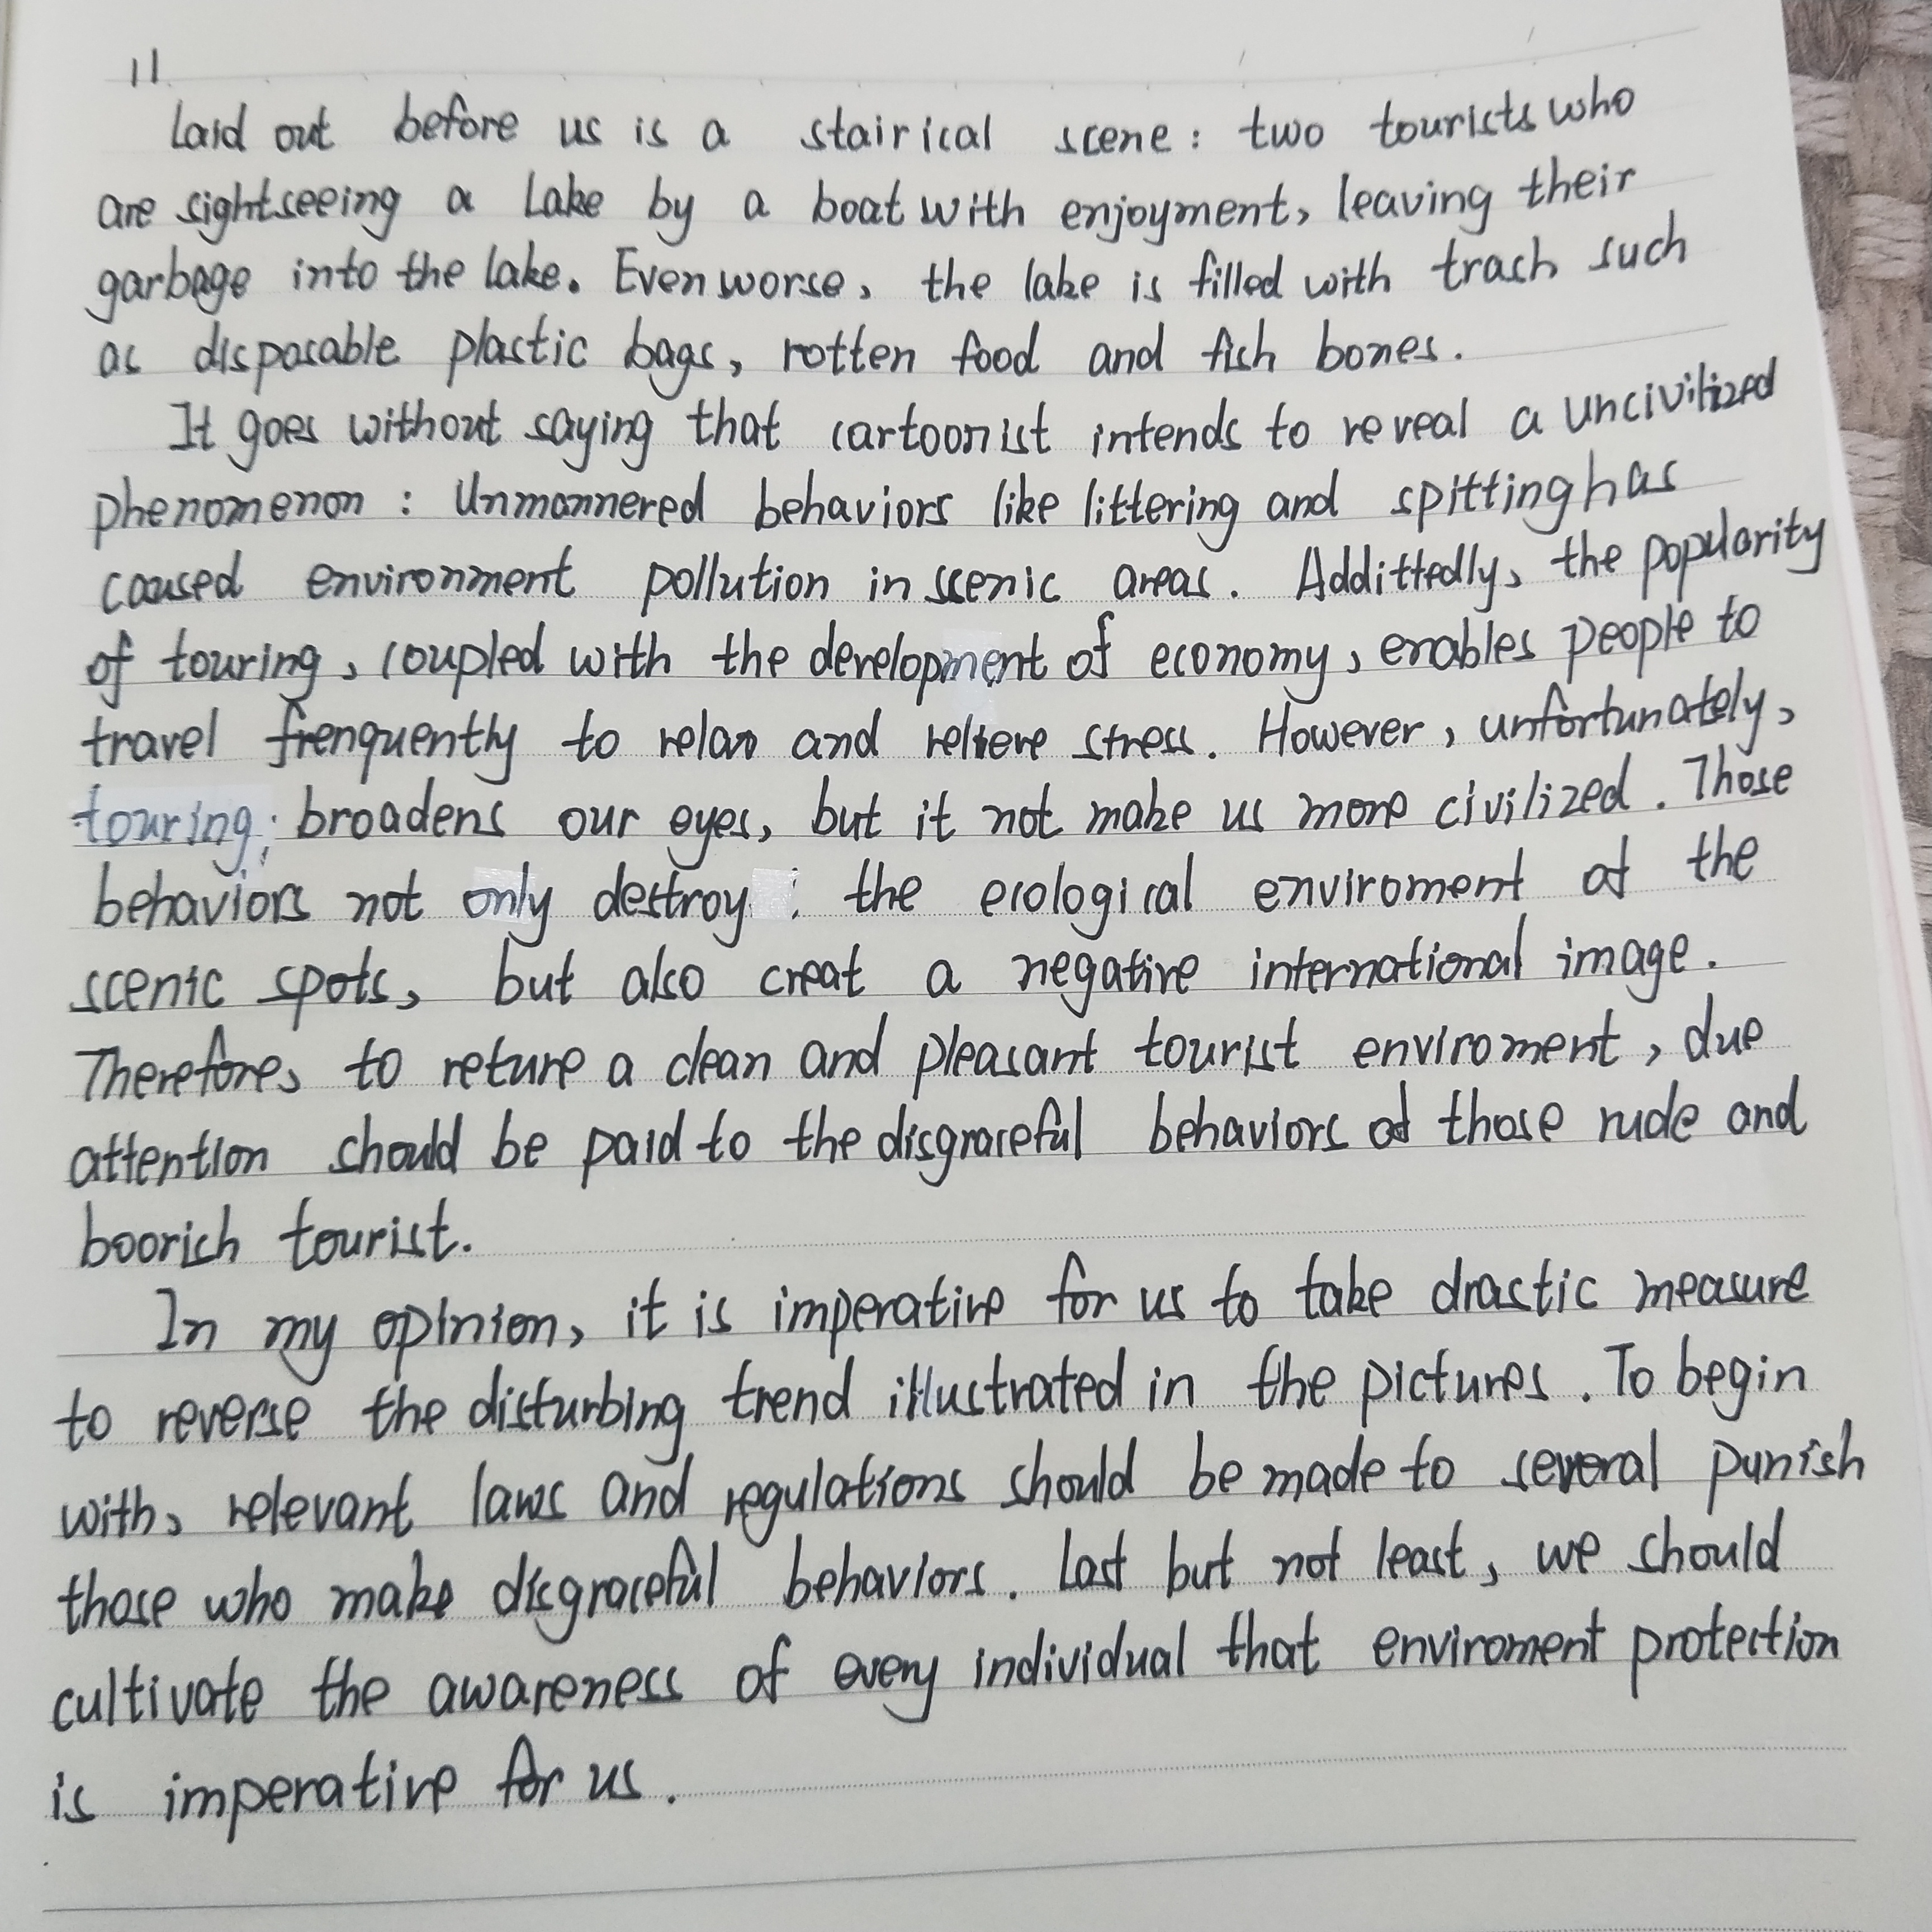 11
Laid out before us is a stairical scene: two tourists who
are sightseeing a lake by a boat with enjoyment, leaving their
garbage into the lake. Even worse, the lake is filled with trash such
as disposable plastic bags, rotten food and fish bones.
It goes without saying that cartoonist intends to reveal a uncivilized
phenomenon: Unmannered behaviors like littering and spitting has
caused environment pollution in scenic areas. Addittedly, the popularity
of touring, coupled with the development of economy, enables people to
travel frenquently to relax and relieve stress. However, unfortunately,
touring broadens our eyes, but it not make us more civilized. Those
behaviors not only destroy the ecological enviroment of the
scenic spots, but also creat a negative international image.
Therefore, to reture a clean and pleasant tourist enviroment, due
attention should be paid to the disgraceful behaviors of those rude and
boorish tourist.
In my opinion, it is imperative for us to take drastic measure
to reverse the disturbing trend illustrated in the pictures. To begin
with, relevant laws and regulations should be made to several punish
those who make disgraceful behaviors. Last but not least, we should
cultivate the awareness of every individual that enviroment protection
is imperative for us.